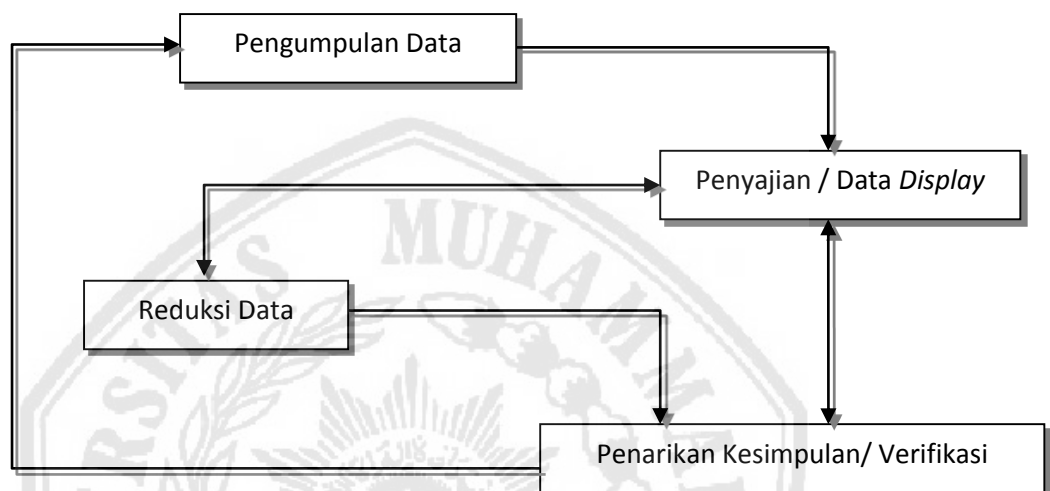 Pengumpulan Data
Penyajian / Data Display
Reduksi Data
Penarikan Kesimpulan/ Verifikasi